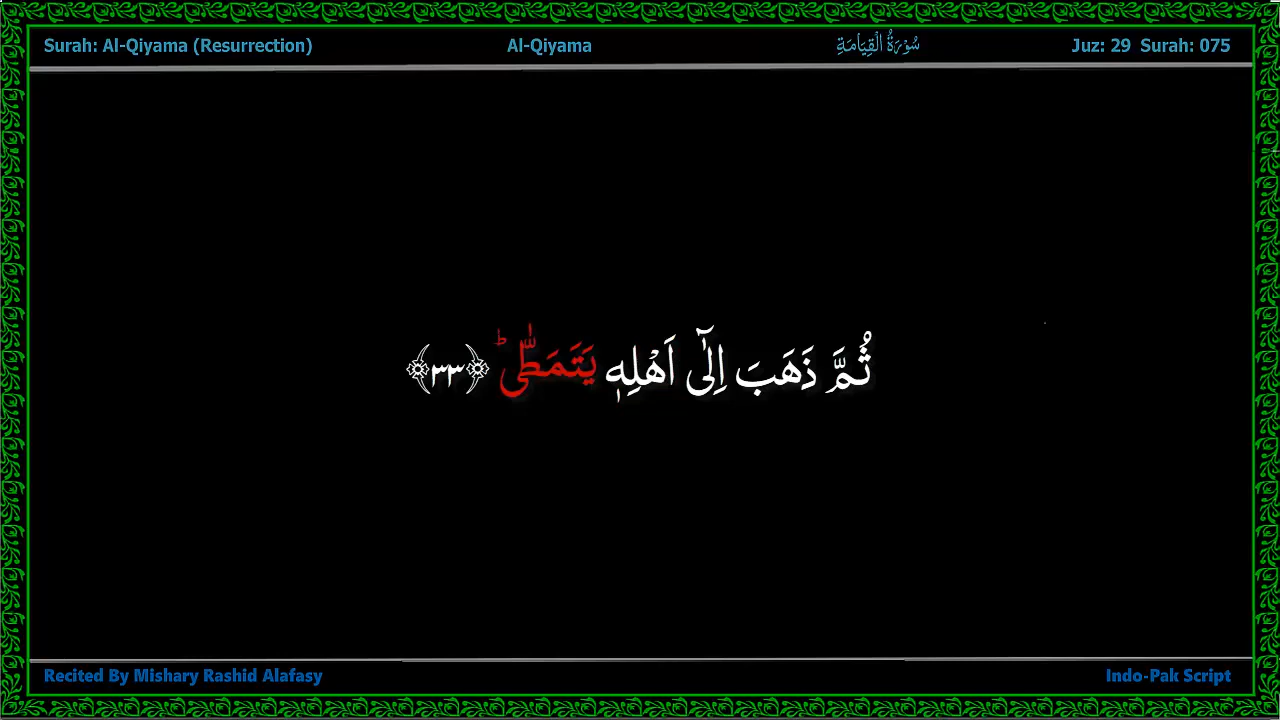 Surah: Al-Qiyama (Resurrection) Al-Qiyama سُوْرَةُ الْقِيَامَةِ Juz: 29 Surah: 075
ثُمَّ ذَهَبَ اِلٰٓى اَهْلِهٖ يَتَمَطّٰىؕ ﴿٣٣﴾
Recited By Mishary Rashid Alafasy Indo-Pak Script